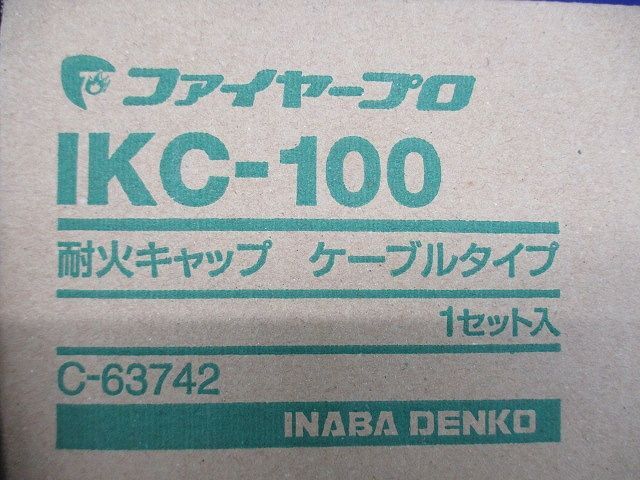 ファイヤープロ
IKC-100
耐火キャップ ケーブルタイプ
1セット入
C-63742
INABA DENKO